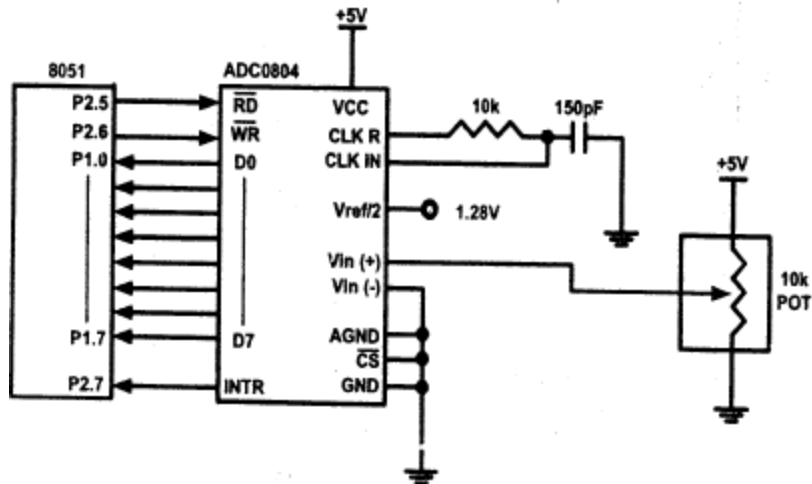 +5V
8051
ADC0804
P2.5
RD
VCC
10k
150pF
P2.6
WR
CLK R
P1.0
D0
CLK IN
+5V
Vref/2
1.28V
Vin (+)
10k
POT
Vin (-)
P1.7
D7
AGND
CS
P2.7
INTR
GND